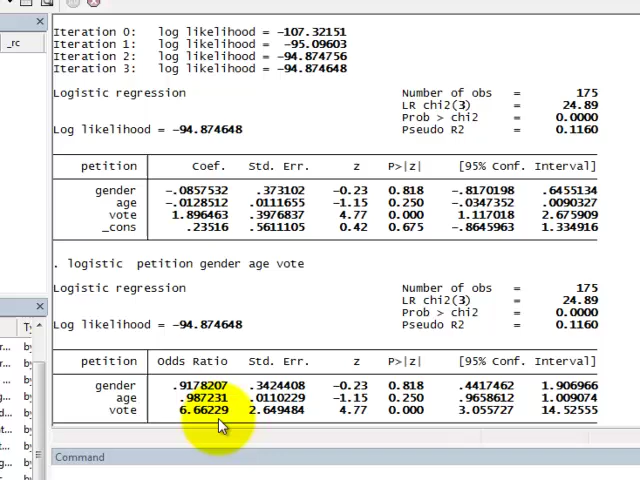 _rc
Iteration 0: log likelihood = -107.32151
Iteration 1: log likelihood = -95.09603
Iteration 2: log likelihood = -94.874756
Iteration 3: log likelihood = -94.874648
Logistic regression Number of obs = 175
LR chi2(3) = 24.89
Prob > chi2 = 0.0000
Log likelihood = -94.874648 Pseudo R2 = 0.1160
petition Coef. Std. Err. z P>|z| [95% Conf. Interval]
gender -.0857532 .373102 -0.23 0.818 -.8170198 .6455134
age -.0128512 .0111655 -1.15 0.250 -.0347352 .0090327
vote 1.896463 .3976837 4.77 0.000 1.117018 2.675909
_cons .23516 .5611105 0.42 0.675 -.8645963 1.334916
. logistic petition gender age vote
Logistic regression Number of obs = 175
LR chi2(3) = 24.89
Prob > chi2 = 0.0000
Log likelihood = -94.874648 Pseudo R2 = 0.1160
petition Odds Ratio Std. Err. z P>|z| [95% Conf. Interval]
gender .9178207 .3424408 -0.23 0.818 .4417462 1.906966
age .987231 .0110229 -1.15 0.250 .9658612 1.009074
vote 6.66229 2.649484 4.77 0.000 3.055727 14.52555
Command